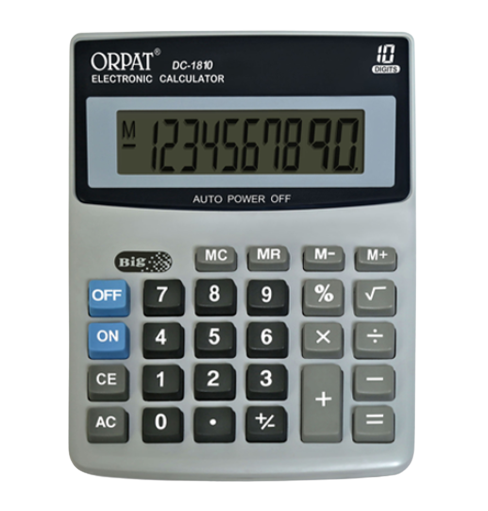 ORPAT® DC-1810
ELECTRONIC CALCULATOR
10
DIGITS
M
- 1234567890.
AUTO POWER OFF
Big MC MR M- M+
OFF 7 8 9 % √
ON 4 5 6 × ÷
CE 1 2 3 + −
AC 0 • +/− =